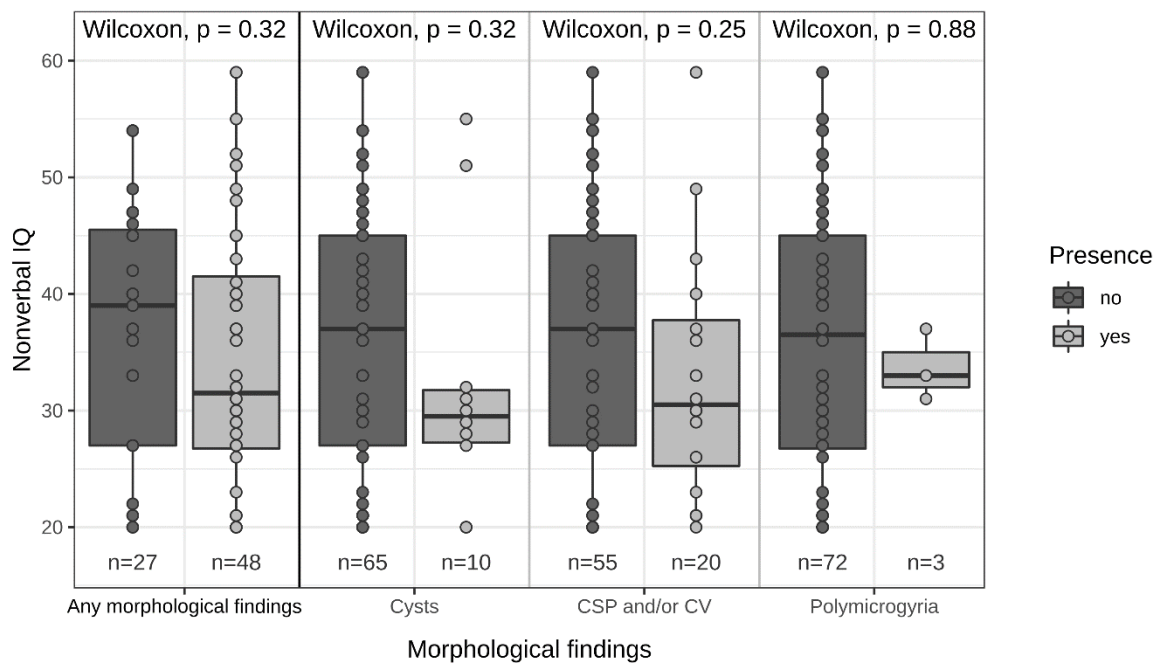 Wilcoxon, p = 0.32 Wilcoxon, p = 0.32 Wilcoxon, p = 0.25 Wilcoxon, p = 0.88
60
50
40
30
20
Nonverbal IQ
n=27 n=48 n=65 n=10 n=55 n=20 n=72 n=3
Any morphological findings Cysts CSP and/or CV Polymicrogyria
Morphological findings
Presence
no
yes